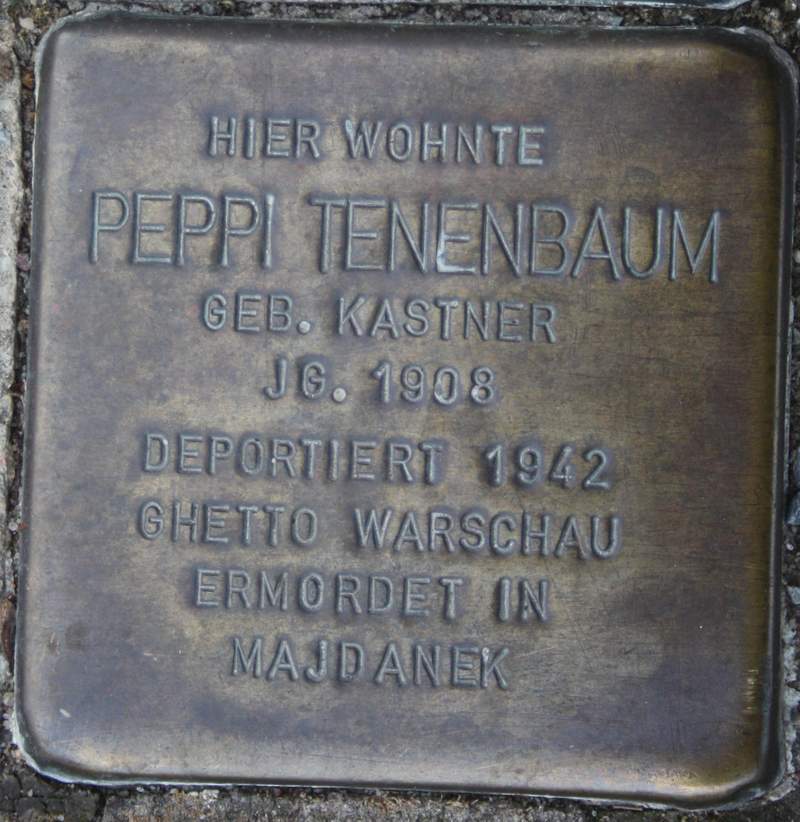 HIER WOHNTE
PEPPI TENENBAUM
GEB. KASTNER
JG. 1908
DEPORTIERT 1942
GHETTO WARSCHAU
ERMORDET IN
MAJDANEK